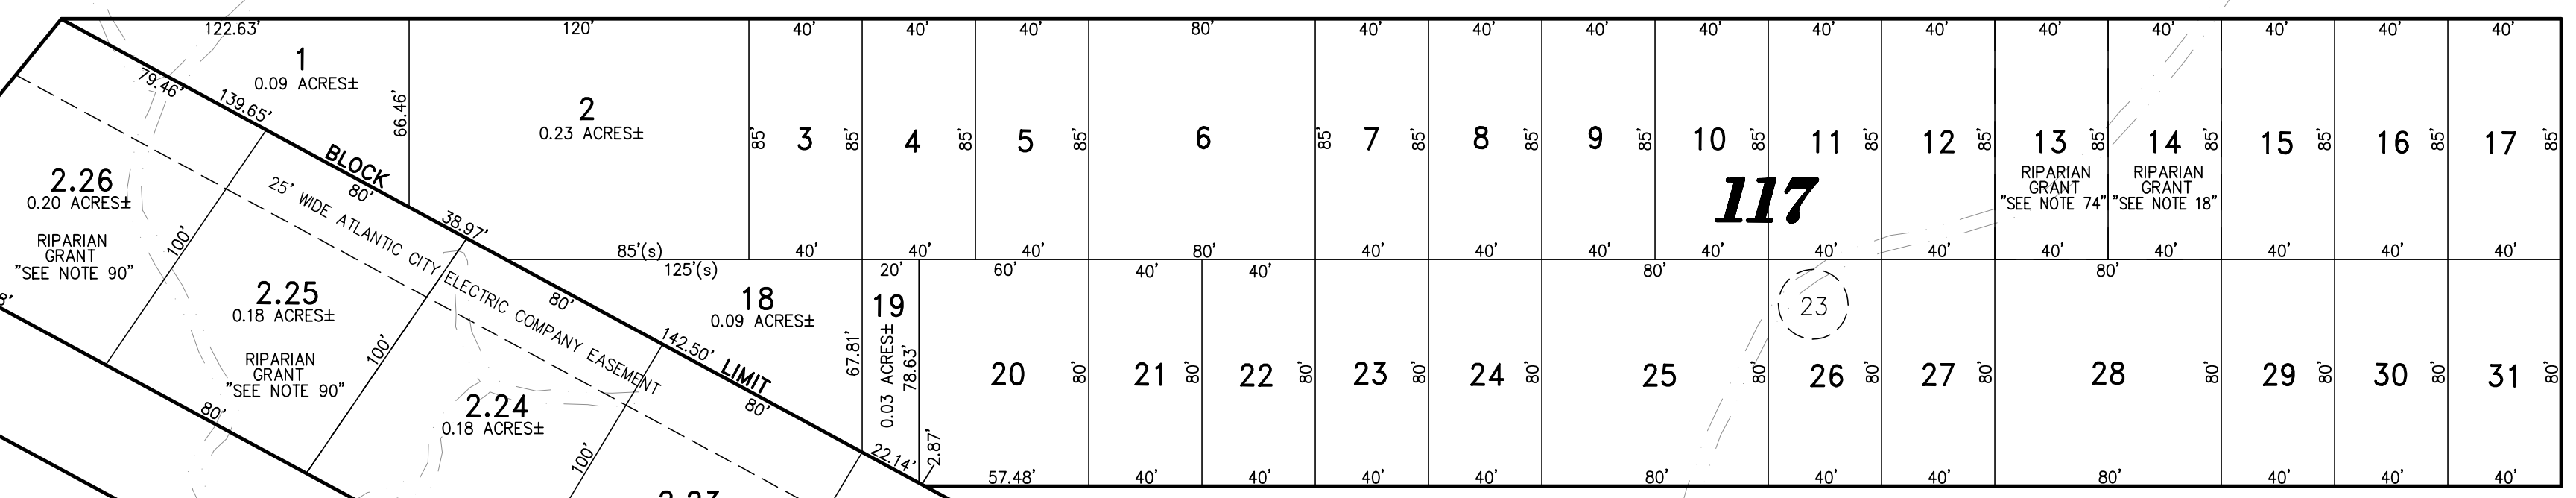 122.63' 120' 40' 40' 40' 80' 40' 40' 40' 40' 40' 40' 40' 40' 40' 40' 40'
1
0.09 ACRES±
66.46'
79.46'
139.65'
2
0.23 ACRES±
85' 3 85' 4 85' 5 85' 6 85' 7 85' 8 85' 9 85' 10 85' 11 85' 12 85' 13 85' 14 85' 15 85' 16 85' 17 85'
RIPARIAN
GRANT
"SEE NOTE 74"
RIPARIAN
GRANT
"SEE NOTE 18"
117
BLOCK
80'
38.97'
85'(s) 40' 40' 40' 80' 40' 40' 40' 40' 40' 40' 40' 40' 40' 40' 40'
2.26
0.20 ACRES±
RIPARIAN
GRANT
"SEE NOTE 90"
100'
25' WIDE ATLANTIC CITY ELECTRIC COMPANY EASEMENT
8'
2.25
0.18 ACRES±
RIPARIAN
GRANT
"SEE NOTE 90"
100'
80'
80'
125'(s) 20' 60' 40' 40' 80' 80'
18
0.09 ACRES±
67.81'
19
0.03 ACRES±
78.63'
23
142.50'
LIMIT
80'
2.24
0.18 ACRES±
100'
20 80' 21 80' 22 80' 23 80' 24 80' 25 80' 26 80' 27 80' 28 80' 29 80' 30 80' 31 80'
22.14'
2.87'
57.48' 40' 40' 40' 40' 80' 40' 40' 80' 40' 40' 40'
2.23